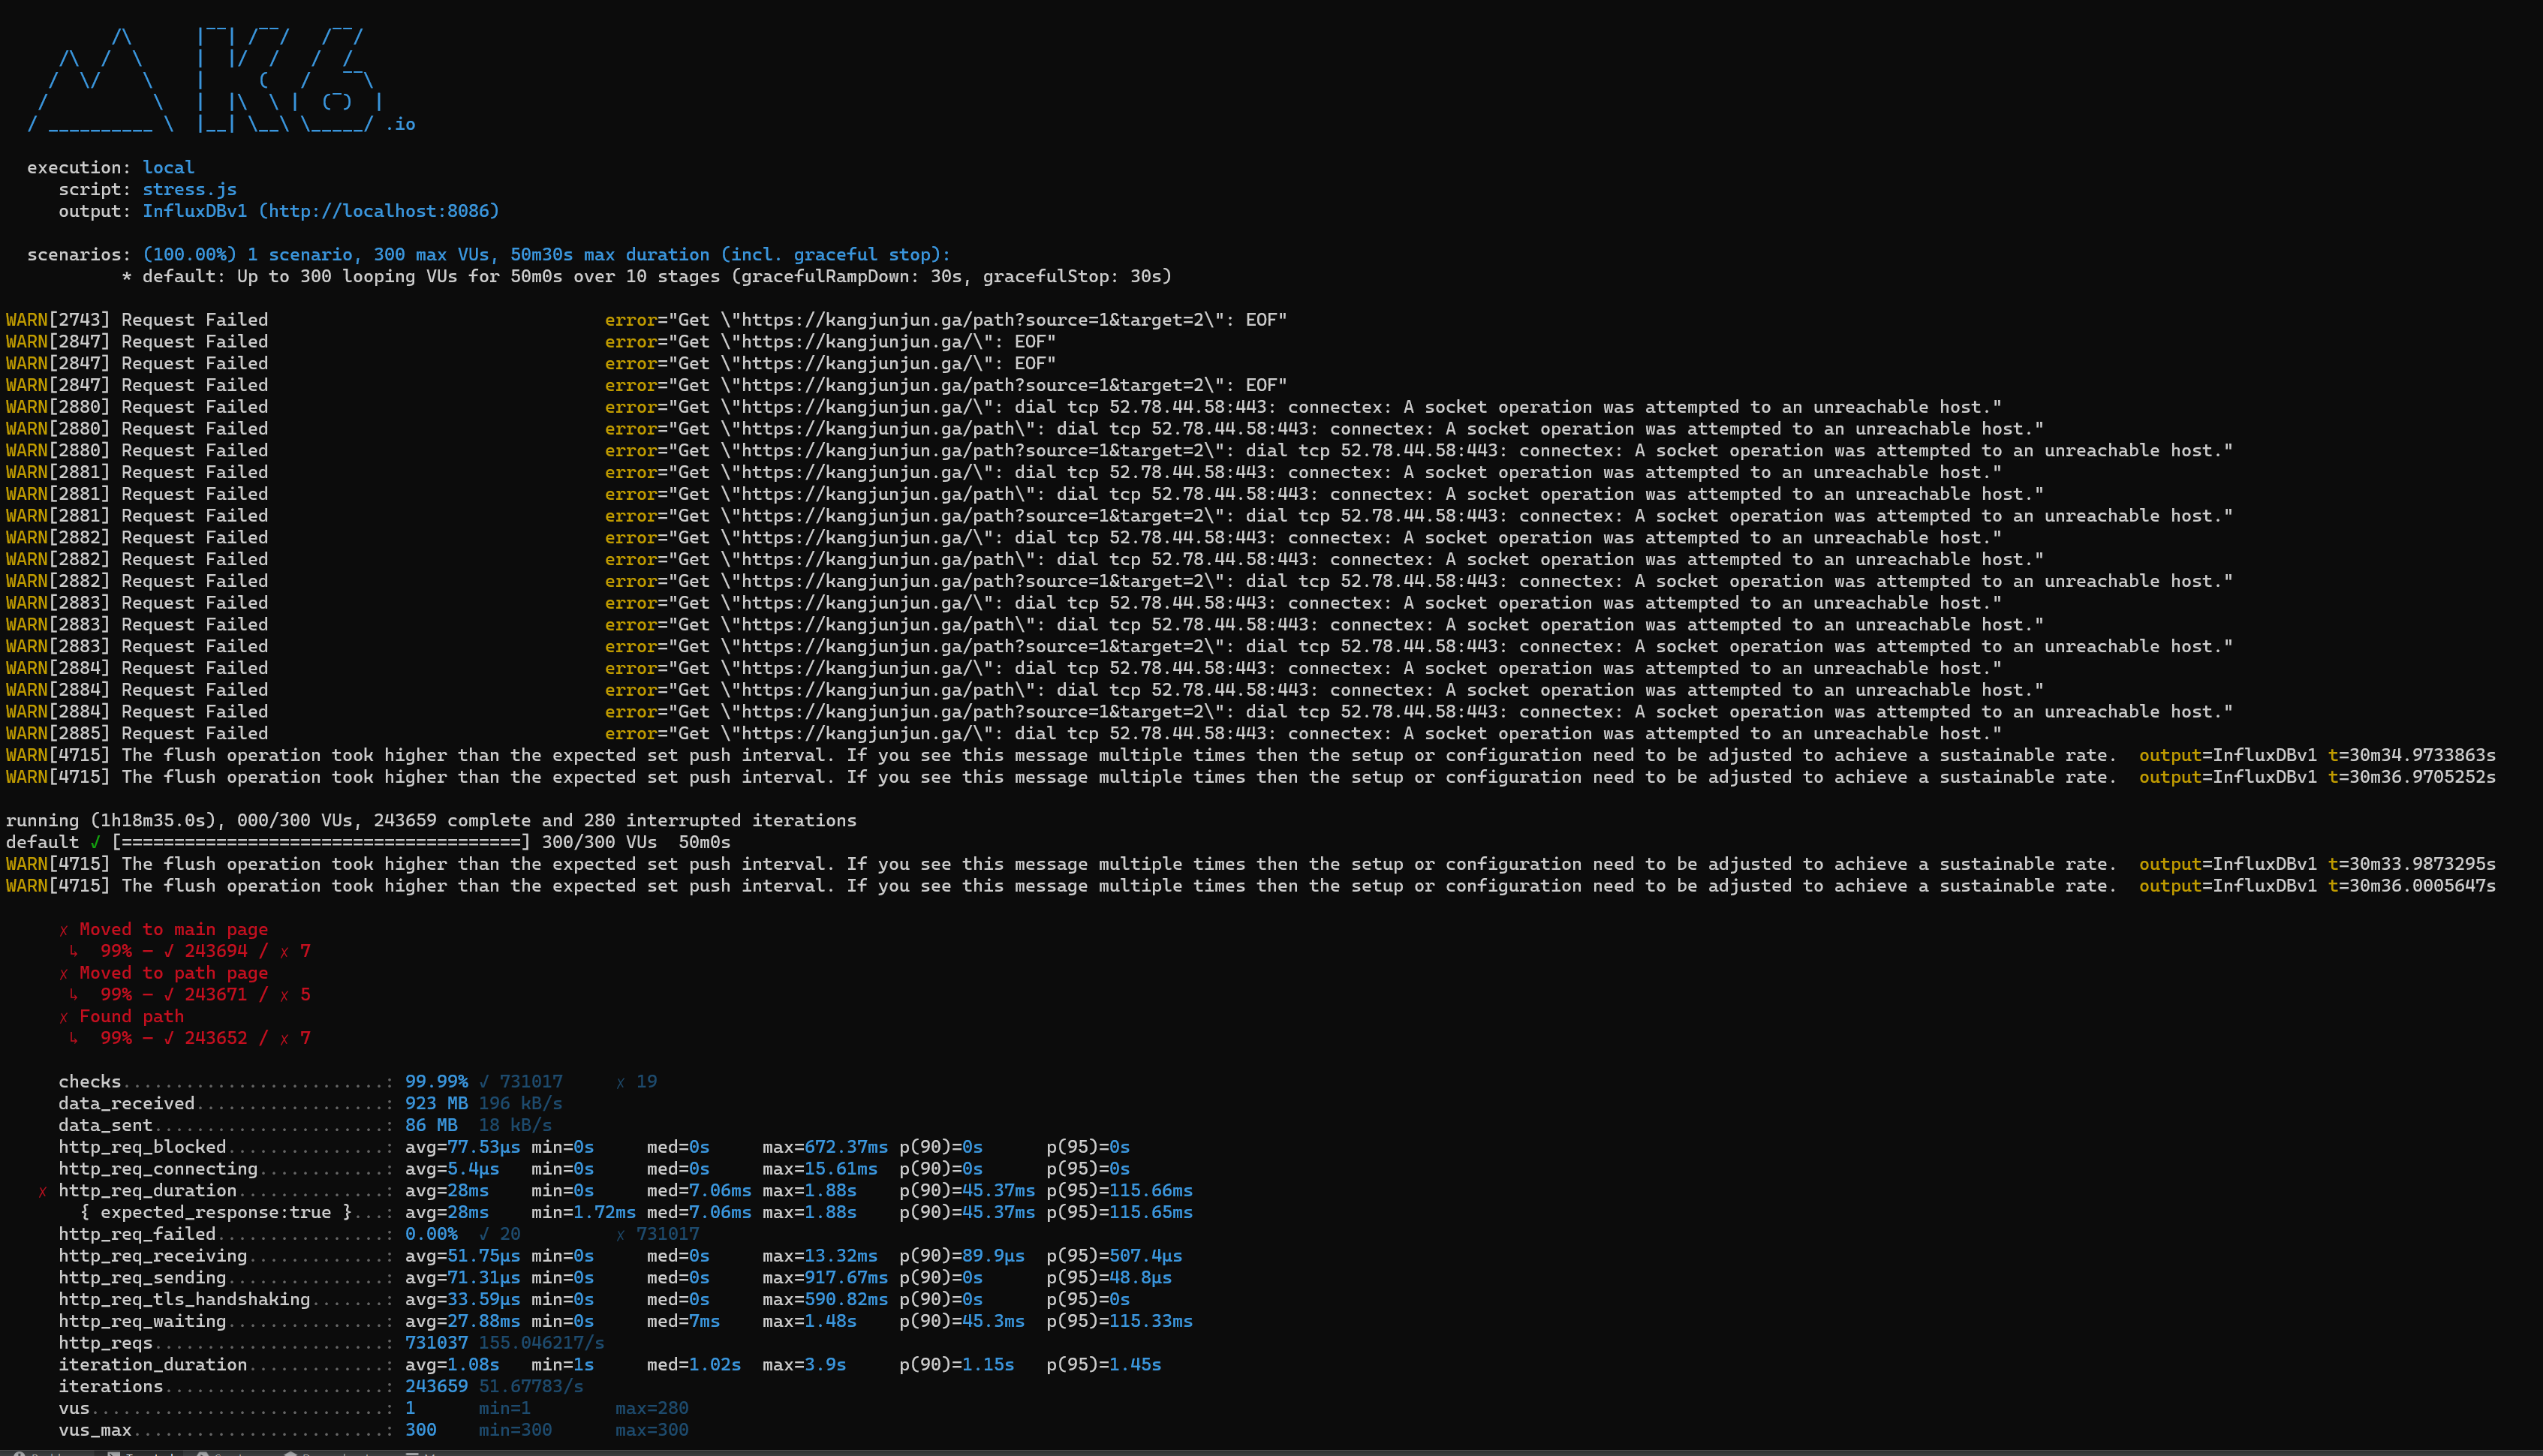 /\      |‾‾| /‾‾/   /‾‾/
/\  /  \     |  |/  /   /  /
/  \/    \    |     (   /   ‾‾\
/          \   |  |\  \ |  (‾)  |
/ __________ \  |__| \__\ \_____/ .io
execution: local
script: stress.js
output: InfluxDBv1 (http://localhost:8086)
scenarios: (100.00%) 1 scenario, 300 max VUs, 50m30s max duration (incl. graceful stop):
* default: Up to 300 looping VUs for 50m0s over 10 stages (gracefulRampDown: 30s, gracefulStop: 30s)
WARN[2743] Request Failed error="Get \"https://kangjunjun.ga/path?source=1&target=2\": EOF"
WARN[2847] Request Failed error="Get \"https://kangjunjun.ga/\": EOF"
WARN[2847] Request Failed error="Get \"https://kangjunjun.ga/\": EOF"
WARN[2847] Request Failed error="Get \"https://kangjunjun.ga/path?source=1&target=2\": EOF"
WARN[2880] Request Failed error="Get \"https://kangjunjun.ga/\": dial tcp 52.78.44.58:443: connectex: A socket operation was attempted to an unreachable host."
WARN[2880] Request Failed error="Get \"https://kangjunjun.ga/path\": dial tcp 52.78.44.58:443: connectex: A socket operation was attempted to an unreachable host."
WARN[2880] Request Failed error="Get \"https://kangjunjun.ga/path?source=1&target=2\": dial tcp 52.78.44.58:443: connectex: A socket operation was attempted to an unreachable host."
WARN[2881] Request Failed error="Get \"https://kangjunjun.ga/\": dial tcp 52.78.44.58:443: connectex: A socket operation was attempted to an unreachable host."
WARN[2881] Request Failed error="Get \"https://kangjunjun.ga/path\": dial tcp 52.78.44.58:443: connectex: A socket operation was attempted to an unreachable host."
WARN[2881] Request Failed error="Get \"https://kangjunjun.ga/path?source=1&target=2\": dial tcp 52.78.44.58:443: connectex: A socket operation was attempted to an unreachable host."
WARN[2882] Request Failed error="Get \"https://kangjunjun.ga/\": dial tcp 52.78.44.58:443: connectex: A socket operation was attempted to an unreachable host."
WARN[2882] Request Failed error="Get \"https://kangjunjun.ga/path\": dial tcp 52.78.44.58:443: connectex: A socket operation was attempted to an unreachable host."
WARN[2882] Request Failed error="Get \"https://kangjunjun.ga/path?source=1&target=2\": dial tcp 52.78.44.58:443: connectex: A socket operation was attempted to an unreachable host."
WARN[2883] Request Failed error="Get \"https://kangjunjun.ga/\": dial tcp 52.78.44.58:443: connectex: A socket operation was attempted to an unreachable host."
WARN[2883] Request Failed error="Get \"https://kangjunjun.ga/path\": dial tcp 52.78.44.58:443: connectex: A socket operation was attempted to an unreachable host."
WARN[2883] Request Failed error="Get \"https://kangjunjun.ga/path?source=1&target=2\": dial tcp 52.78.44.58:443: connectex: A socket operation was attempted to an unreachable host."
WARN[2884] Request Failed error="Get \"https://kangjunjun.ga/\": dial tcp 52.78.44.58:443: connectex: A socket operation was attempted to an unreachable host."
WARN[2884] Request Failed error="Get \"https://kangjunjun.ga/path\": dial tcp 52.78.44.58:443: connectex: A socket operation was attempted to an unreachable host."
WARN[2884] Request Failed error="Get \"https://kangjunjun.ga/path?source=1&target=2\": dial tcp 52.78.44.58:443: connectex: A socket operation was attempted to an unreachable host."
WARN[2885] Request Failed error="Get \"https://kangjunjun.ga/\": dial tcp 52.78.44.58:443: connectex: A socket operation was attempted to an unreachable host."
WARN[4715] The flush operation took higher than the expected set push interval. If you see this message multiple times then the setup or configuration need to be adjusted to achieve a sustainable rate. output=InfluxDBv1 t=30m34.9733863s
WARN[4715] The flush operation took higher than the expected set push interval. If you see this message multiple times then the setup or configuration need to be adjusted to achieve a sustainable rate. output=InfluxDBv1 t=30m36.9705252s
running (1h18m35.0s), 000/300 VUs, 243659 complete and 280 interrupted iterations
default ✓ [======================================] 300/300 VUs 50m0s
WARN[4715] The flush operation took higher than the expected set push interval. If you see this message multiple times then the setup or configuration need to be adjusted to achieve a sustainable rate. output=InfluxDBv1 t=30m33.9873295s
WARN[4715] The flush operation took higher than the expected set push interval. If you see this message multiple times then the setup or configuration need to be adjusted to achieve a sustainable rate. output=InfluxDBv1 t=30m36.0005647s
✗ Moved to main page
↳ 99% — ✓ 243694 / ✗ 7
✗ Moved to path page
↳ 99% — ✓ 243671 / ✗ 5
✗ Found path
↳ 99% — ✓ 243652 / ✗ 7
checks.........................: 99.99% ✓ 731017 ✗ 19
data_received..................: 923 MB 196 kB/s
data_sent......................: 86 MB 18 kB/s
http_req_blocked...............: avg=77.53µs min=0s med=0s max=672.37ms p(90)=0s p(95)=0s
http_req_connecting............: avg=5.4µs min=0s med=0s max=15.61ms p(90)=0s p(95)=0s
✗ http_req_duration..............: avg=28ms min=0s med=7.06ms max=1.88s p(90)=45.37ms p(95)=115.66ms
{ expected_response:true }...: avg=28ms min=1.72ms med=7.06ms max=1.88s p(90)=45.37ms p(95)=115.65ms
http_req_failed................: 0.00% ✓ 20 ✗ 731017
http_req_receiving.............: avg=51.75µs min=0s med=0s max=13.32ms p(90)=89.9µs p(95)=507.4µs
http_req_sending...............: avg=71.31µs min=0s med=0s max=917.67ms p(90)=0s p(95)=48.8µs
http_req_tls_handshaking.......: avg=33.59µs min=0s med=0s max=590.82ms p(90)=0s p(95)=0s
http_req_waiting...............: avg=27.88ms min=0s med=7ms max=1.48s p(90)=45.3ms p(95)=115.33ms
http_reqs......................: 731037 155.046217/s
iteration_duration.............: avg=1.08s min=1s med=1.02s max=3.9s p(90)=1.15s p(95)=1.45s
iterations.....................: 243659 51.67783/s
vus............................: 1 min=1 max=280
vus_max........................: 300 min=300 max=300